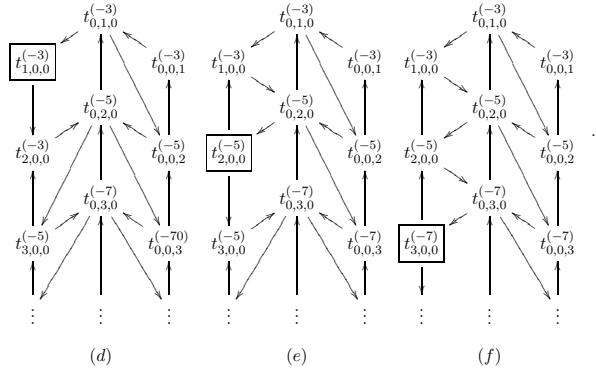 t_{0,1,0}^{(-3)} t_{0,1,0}^{(-3)} t_{0,1,0}^{(-3)}
t_{1,0,0}^{(-3)} t_{0,0,1}^{(-3)} t_{1,0,0}^{(-3)} t_{0,0,1}^{(-3)} t_{1,0,0}^{(-3)} t_{0,0,1}^{(-3)}
t_{0,2,0}^{(-5)} t_{0,2,0}^{(-5)} t_{0,2,0}^{(-5)}
t_{2,0,0}^{(-3)} t_{0,0,2}^{(-5)} t_{2,0,0}^{(-5)} t_{0,0,2}^{(-5)} t_{2,0,0}^{(-5)} t_{0,0,2}^{(-5)} .
t_{0,3,0}^{(-7)} t_{0,3,0}^{(-7)} t_{0,3,0}^{(-7)}
t_{3,0,0}^{(-5)} t_{0,0,3}^{(-70)} t_{3,0,0}^{(-5)} t_{0,0,3}^{(-7)} t_{3,0,0}^{(-7)} t_{0,0,3}^{(-7)}
⋮ ⋮ ⋮ ⋮ ⋮ ⋮ ⋮ ⋮ ⋮
(d) (e) (f)